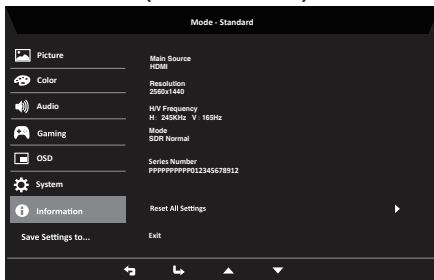 Mode - Standard
Picture
Color
Audio
Gaming
OSD
System
Information
Save Settings to...
Main Source
HDMI
Resolution
2560x1440
H/V Frequency
H: 245KHz V: 165Hz
Mode
SDR Normal
Series Number
PPPPPPPPPP012345678912
Reset All Settings
Exit